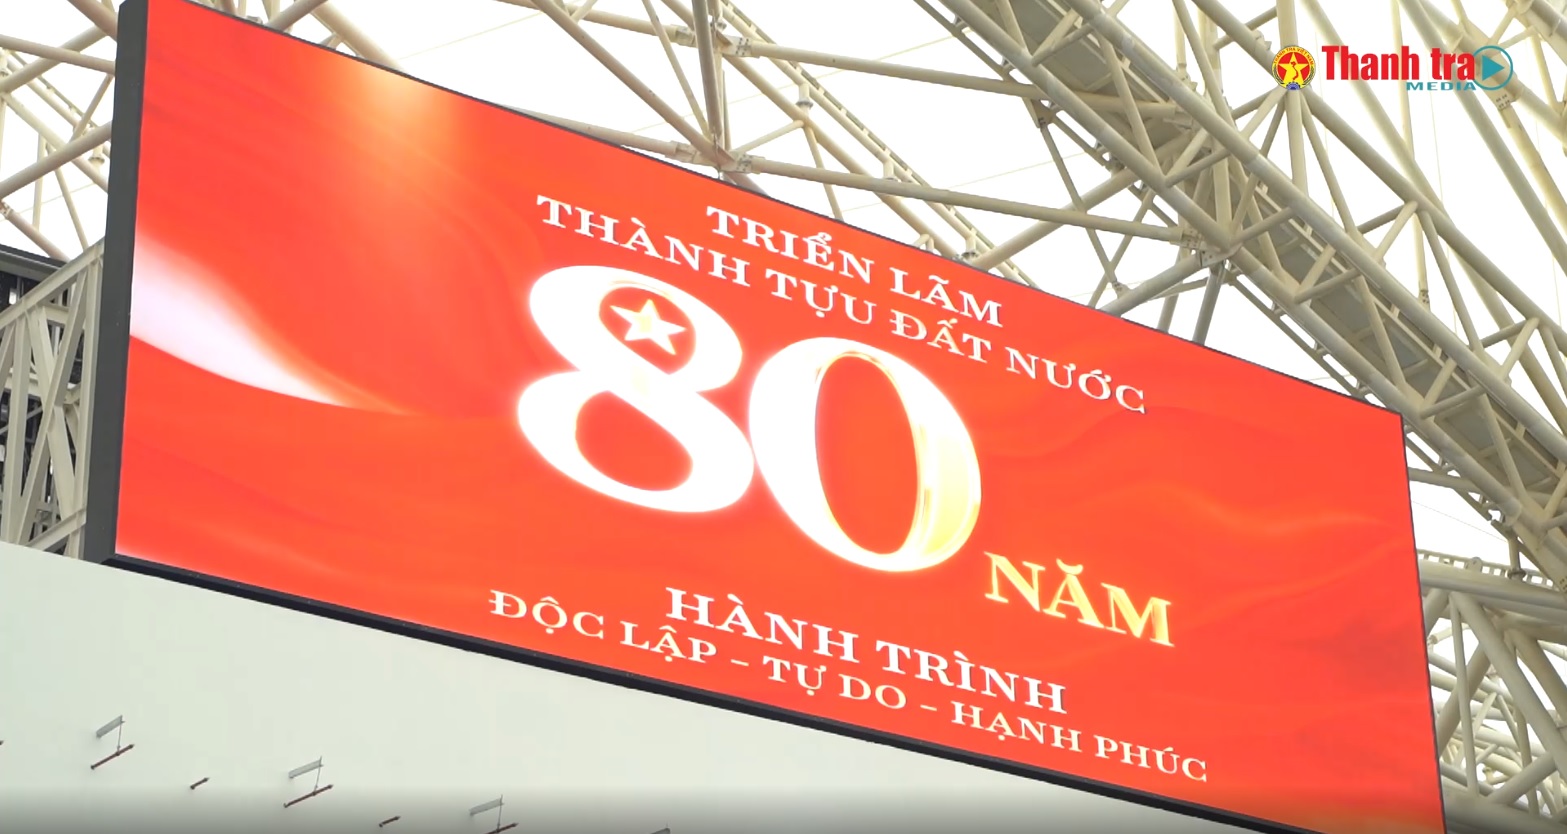 Thanh tra
MEDIA
TRIỂN LÃM
THÀNH TỰU ĐẤT NƯỚC
80 NĂM
HÀNH TRÌNH
ĐỘC LẬP - TỰ DO - HẠNH PHÚC